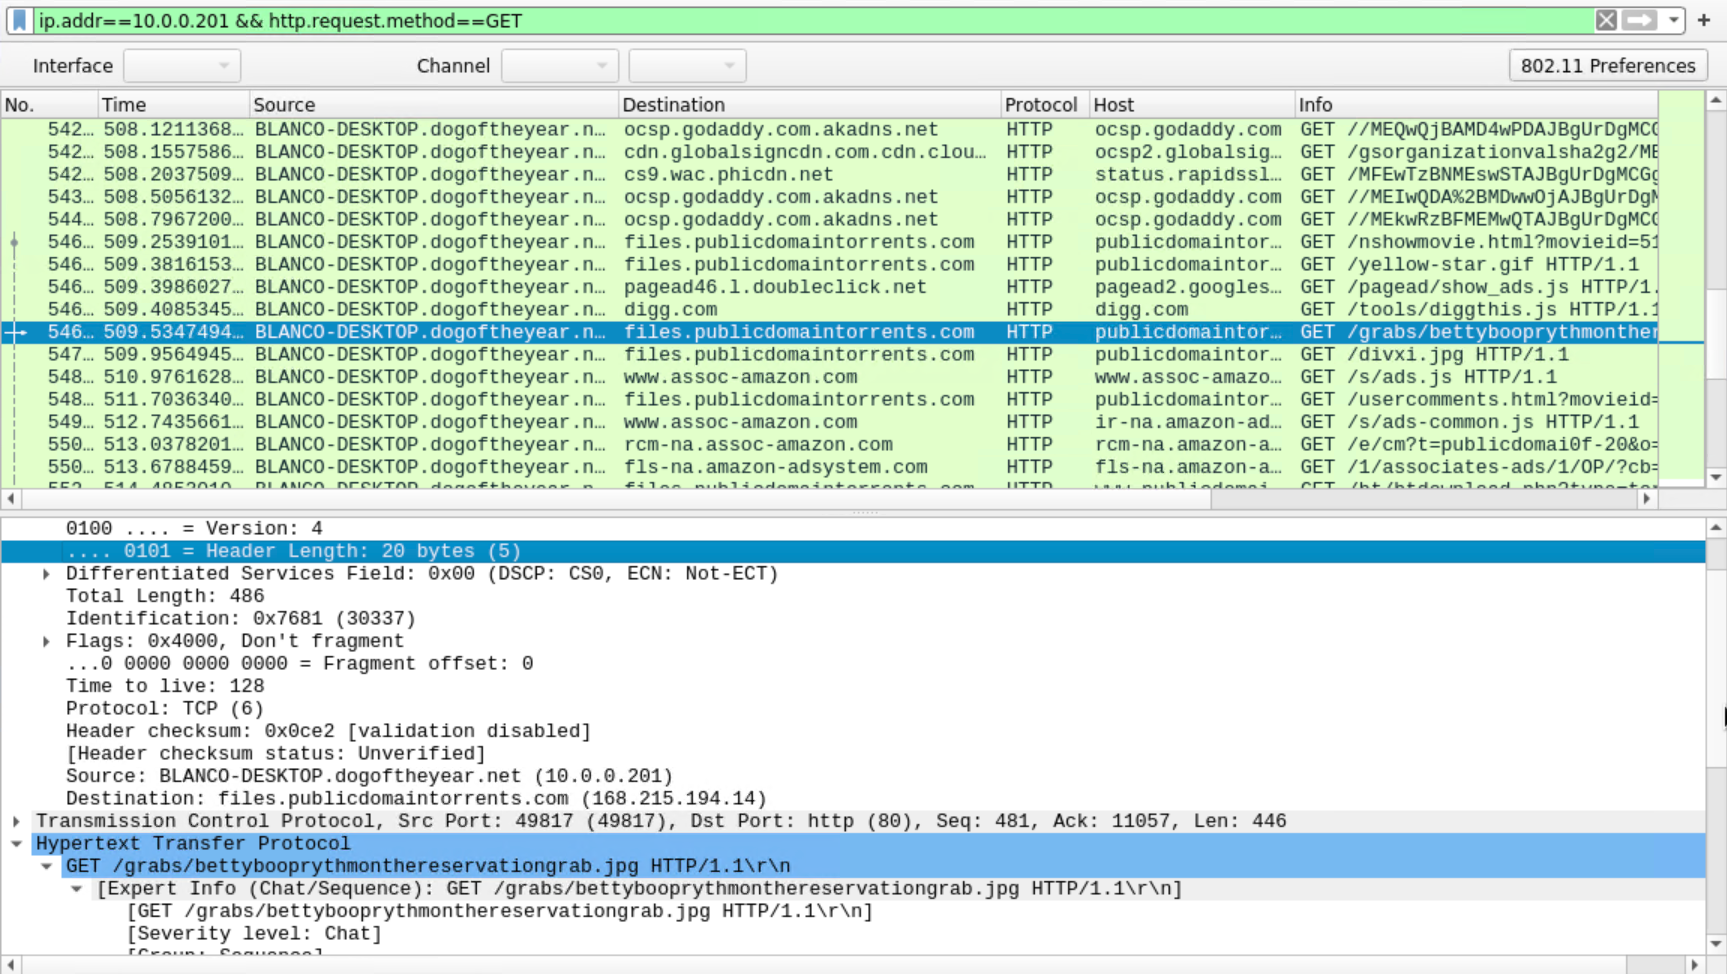 ip.addr==10.0.0.201 && http.request.method==GET
Interface Channel 802.11 Preferences
No. Time Source Destination Protocol Host Info
542… 508.1211368… BLANCO-DESKTOP.dogoftheyear.n… ocsp.godaddy.com.akadns.net HTTP ocsp.godaddy.com GET //MEQwQjBAMD4wPDAJBgUrDgMCG
542… 508.1557586… BLANCO-DESKTOP.dogoftheyear.n… cdn.globalsigncdn.com.cdn.clou… HTTP ocsp2.globalsig… GET /gsorganizationvalsha2g2/ME
542… 508.2037509… BLANCO-DESKTOP.dogoftheyear.n… cs9.wac.phicdn.net HTTP status.rapidssl… GET /MFEwTzBNMEswSTAJBgUrDgMCGg
543… 508.5056132… BLANCO-DESKTOP.dogoftheyear.n… ocsp.godaddy.com.akadns.net HTTP ocsp.godaddy.com GET //MEIwQDA%2BMDwwOjAJBgUrDgM
544… 508.7967200… BLANCO-DESKTOP.dogoftheyear.n… ocsp.godaddy.com.akadns.net HTTP ocsp.godaddy.com GET //MEkwRzBFMEMwQTAJBgUrDgMCG
546… 509.2539101… BLANCO-DESKTOP.dogoftheyear.n… files.publicdomaintorrents.com HTTP publicdomaintor… GET /nshowmovie.html?movieid=51
546… 509.3816153… BLANCO-DESKTOP.dogoftheyear.n… files.publicdomaintorrents.com HTTP publicdomaintor… GET /yellow-star.gif HTTP/1.1
546… 509.3986027… BLANCO-DESKTOP.dogoftheyear.n… pagead46.l.doubleclick.net HTTP pagead2.googles… GET /pagead/show_ads.js HTTP/1.
546… 509.4085345… BLANCO-DESKTOP.dogoftheyear.n… digg.com HTTP digg.com GET /tools/diggthis.js HTTP/1.1
546… 509.5347494… BLANCO-DESKTOP.dogoftheyear.n… files.publicdomaintorrents.com HTTP publicdomaintor… GET /grabs/bettybooprythmonther
547… 509.9564945… BLANCO-DESKTOP.dogoftheyear.n… files.publicdomaintorrents.com HTTP publicdomaintor… GET /divxi.jpg HTTP/1.1
548… 510.9761628… BLANCO-DESKTOP.dogoftheyear.n… www.assoc-amazon.com HTTP www.assoc-amazo… GET /s/ads.js HTTP/1.1
548… 511.7036340… BLANCO-DESKTOP.dogoftheyear.n… files.publicdomaintorrents.com HTTP publicdomaintor… GET /usercomments.html?movieid=
549… 512.7435661… BLANCO-DESKTOP.dogoftheyear.n… www.assoc-amazon.com HTTP ir-na.amazon-ad… GET /s/ads-common.js HTTP/1.1
550… 513.0378201… BLANCO-DESKTOP.dogoftheyear.n… rcm-na.assoc-amazon.com HTTP rcm-na.amazon-a… GET /e/cm?t=publicdomai0f-20&o=
550… 513.6788459… BLANCO-DESKTOP.dogoftheyear.n… fls-na.amazon-adsystem.com HTTP fls-na.amazon-a… GET /1/associates-ads/1/OP/?cb=
0100 .... = Version: 4
.... 0101 = Header Length: 20 bytes (5)
Differentiated Services Field: 0x00 (DSCP: CS0, ECN: Not-ECT)
Total Length: 486
Identification: 0x7681 (30337)
Flags: 0x4000, Don't fragment
...0 0000 0000 0000 = Fragment offset: 0
Time to live: 128
Protocol: TCP (6)
Header checksum: 0x0ce2 [validation disabled]
[Header checksum status: Unverified]
Source: BLANCO-DESKTOP.dogoftheyear.net (10.0.0.201)
Destination: files.publicdomaintorrents.com (168.215.194.14)
Transmission Control Protocol, Src Port: 49817 (49817), Dst Port: http (80), Seq: 481, Ack: 11057, Len: 446
Hypertext Transfer Protocol
GET /grabs/bettybooprythmonthereservationgrab.jpg HTTP/1.1\r\n
[Expert Info (Chat/Sequence): GET /grabs/bettybooprythmonthereservationgrab.jpg HTTP/1.1\r\n]
[GET /grabs/bettybooprythmonthereservationgrab.jpg HTTP/1.1\r\n]
[Severity level: Chat]